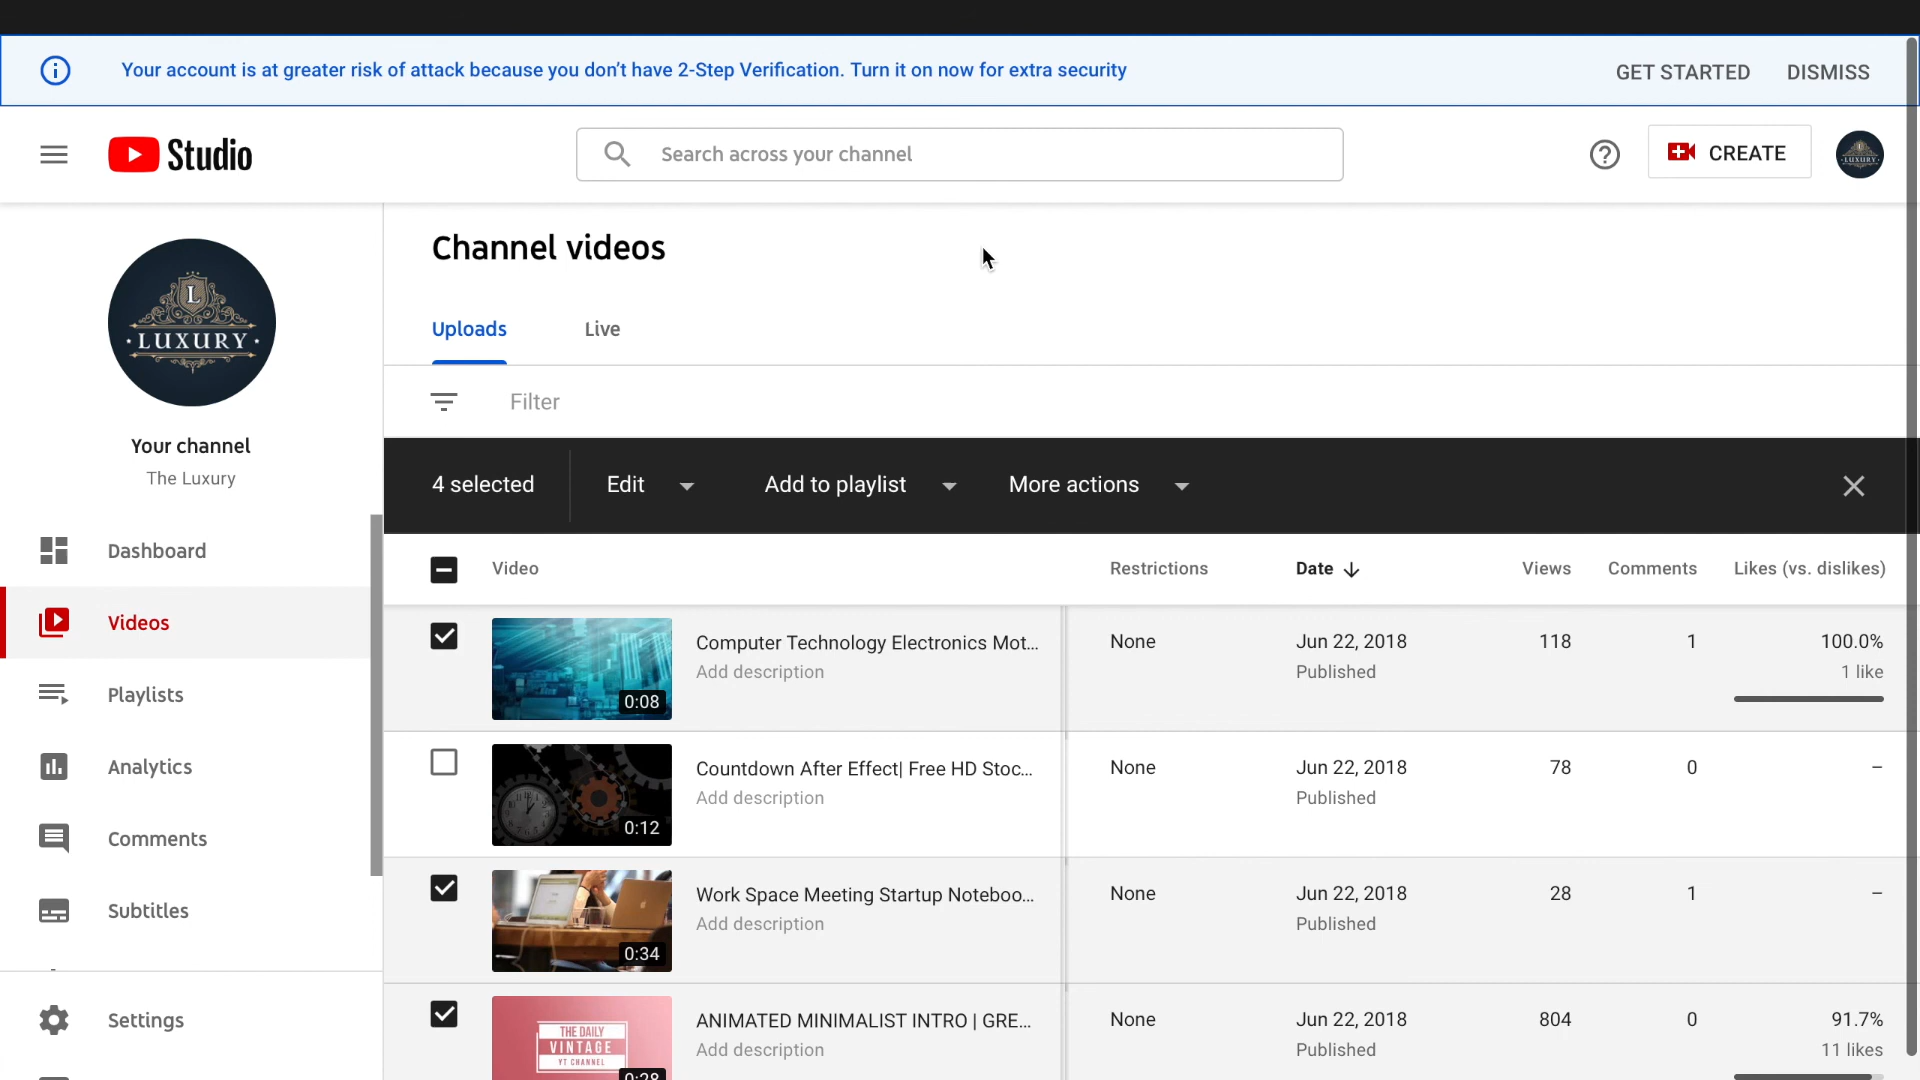 Your account is at greater risk of attack because you don't have 2-Step Verification. Turn it on now for extra security
GET STARTED
DISMISS
Studio
Search across your channel
CREATE
LUXURY
Channel videos
Uploads
Live
L
·LUXURY·
Filter
Your channel
The Luxury
4 selected
Edit
Add to playlist
More actions
Dashboard
Videos
Playlists
Analytics
Comments
Subtitles
Settings
Video
Restrictions
Date
Views
Comments
Likes (vs. dislikes)
0:08
Computer Technology Electronics Mot...
Add description
None
Jun 22, 2018
Published
118
1
100.0%
1 like
0:12
Countdown After Effect| Free HD Stoc...
Add description
None
Jun 22, 2018
Published
78
0
–
0:34
Work Space Meeting Startup Noteboo...
Add description
None
Jun 22, 2018
Published
28
1
–
THE DAILY
VINTAGE
YT CHANNEL
0:28
ANIMATED MINIMALIST INTRO | GRE...
Add description
None
Jun 22, 2018
Published
804
0
91.7%
11 likes